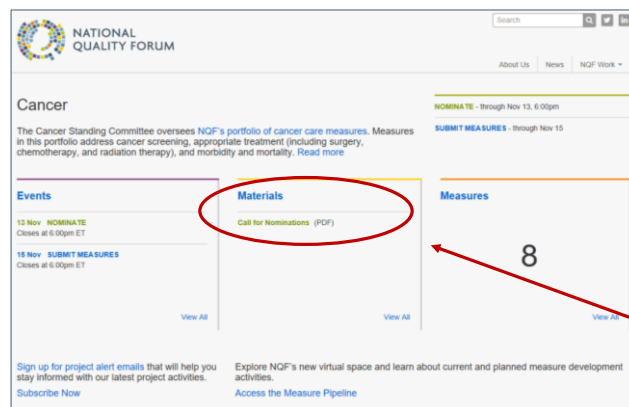 NATIONAL
QUALITY FORUM
Search
About Us
News
NQF Work
Cancer
The Cancer Standing Committee oversees NQF's portfolio of cancer care measures. Measures
in this portfolio address cancer screening, appropriate treatment (including surgery,
chemotherapy, and radiation therapy), and morbidity and mortality. Read more
NOMINATE - through Nov 13, 6:00pm
SUBMIT MEASURES - through Nov 15
Events
13 Nov NOMINATE
Closes at 6:00pm ET
15 Nov SUBMIT MEASURES
Closes at 6:00pm ET
View All
Materials
Call for Nominations (PDF)
View All
Measures
8
View All
Sign up for project alert emails that will help you
stay informed with our latest project activities.
Subscribe Now
Explore NQF's new virtual space and learn about current and planned measure development
activities.
Access the Measure Pipeline